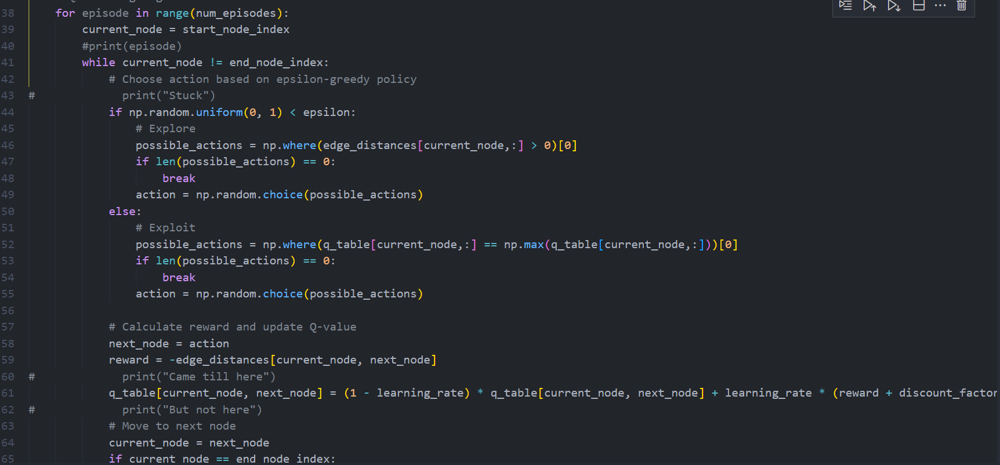 38 for episode in range(num_episodes):
39 current_node = start_node_index
40 #print(episode)
41 while current_node != end_node_index:
42 # Choose action based on epsilon-greedy policy
43 # print("Stuck")
44 if np.random.uniform(0, 1) < epsilon:
45 # Explore
46 possible_actions = np.where(edge_distances[current_node,:] > 0)[0]
47 if len(possible_actions) == 0:
48 break
49 action = np.random.choice(possible_actions)
50 else:
51 # Exploit
52 possible_actions = np.where(q_table[current_node,:] == np.max(q_table[current_node,:]))[0]
53 if len(possible_actions) == 0:
54 break
55 action = np.random.choice(possible_actions)
56
57 # Calculate reward and update Q-value
58 next_node = action
59 reward = -edge_distances[current_node, next_node]
60 # print("Came till here")
61 q_table[current_node, next_node] = (1 - learning_rate) * q_table[current_node, next_node] + learning_rate * (reward + discount_factor
62 # print("But not here")
63 # Move to next node
64 current_node = next_node
65 if current_node == end_node_index: